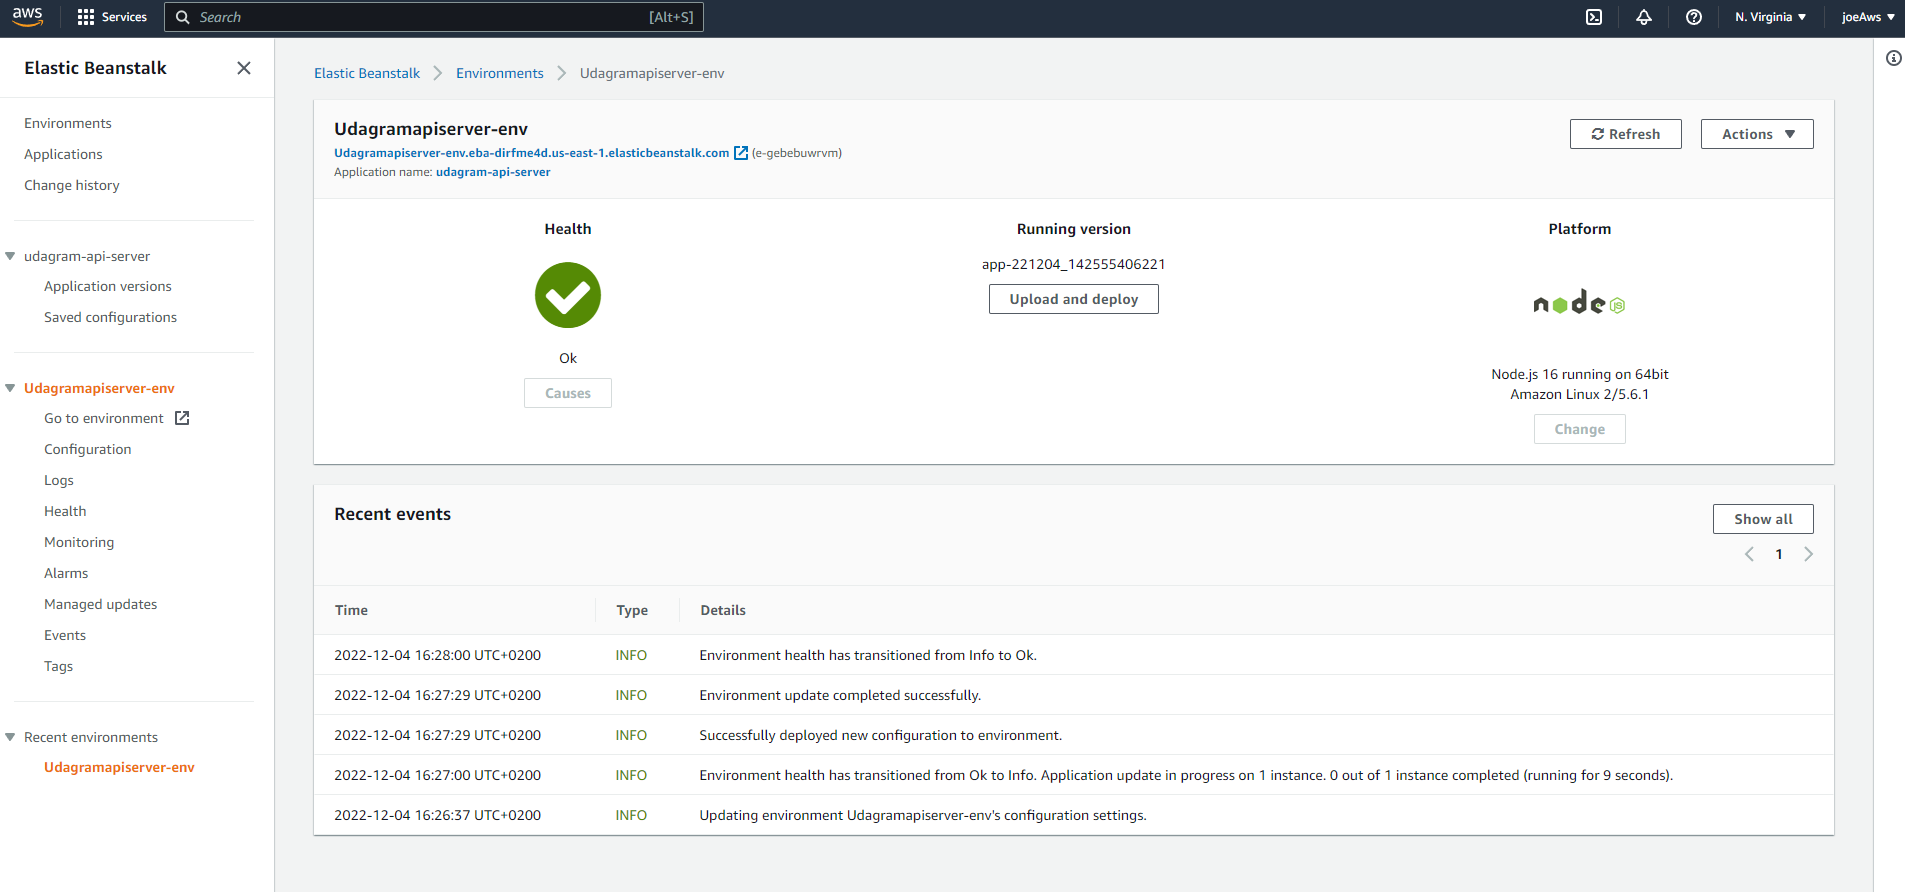 aws
Services
Search
[Alt+S]
N. Virginia
joeAws
Elastic Beanstalk
Environments
Applications
Change history
udagram-api-server
Application versions
Saved configurations
Udagramapiserver-env
Go to environment
Configuration
Logs
Health
Monitoring
Alarms
Managed updates
Events
Tags
Recent environments
Udagramapiserver-env
Elastic Beanstalk
Environments
Udagramapiserver-env
Udagramapiserver-env
Udagramapiserver-env.eba-dirfme4d.us-east-1.elasticbeanstalk.com (e-gebebuwrvm)
Application name: udagram-api-server
Refresh
Actions
Health
Ok
Causes
Running version
app-221204_142555406221
Upload and deploy
Platform
node JS
Node.js 16 running on 64bit
Amazon Linux 2/5.6.1
Change
Recent events
Show all
1
Time Type Details
2022-12-04 16:28:00 UTC+0200 INFO Environment health has transitioned from Info to Ok.
2022-12-04 16:27:29 UTC+0200 INFO Environment update completed successfully.
2022-12-04 16:27:29 UTC+0200 INFO Successfully deployed new configuration to environment.
2022-12-04 16:27:00 UTC+0200 INFO Environment health has transitioned from Ok to Info. Application update in progress on 1 instance. 0 out of 1 instance completed (running for 9 seconds).
2022-12-04 16:26:37 UTC+0200 INFO Updating environment Udagramapiserver-env's configuration settings.